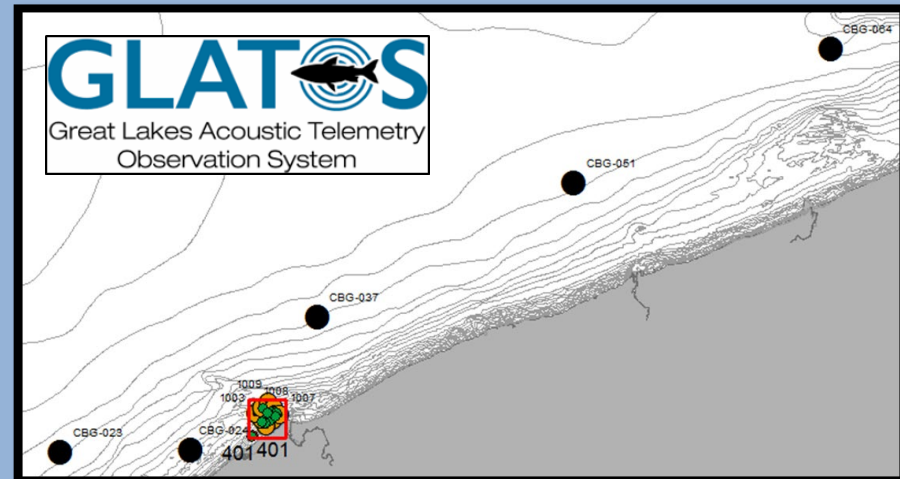 GLATOS
Great Lakes Acoustic Telemetry
Observation System
CBG-064
CBG-051
CBG-037
1009
1008
1003
1007
CBG-023
CBG-024
401 401